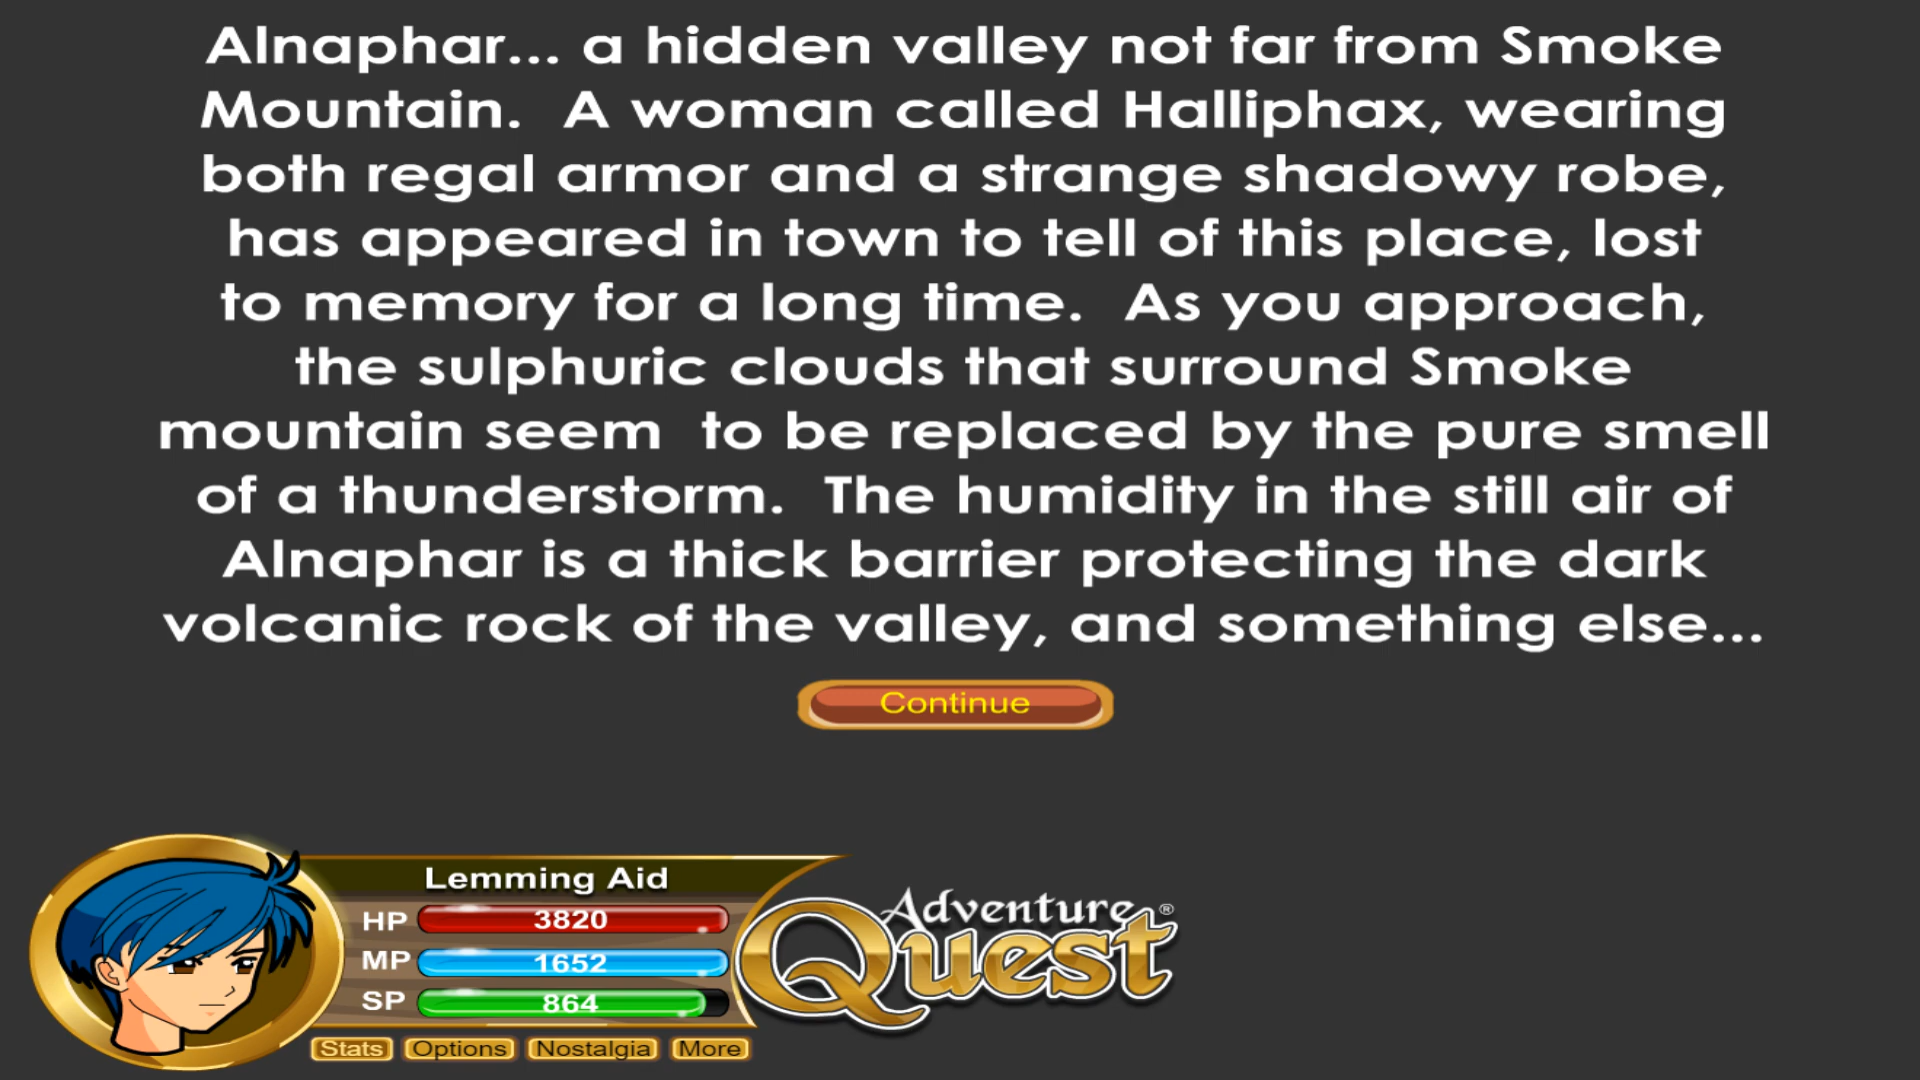 Alnaphar... a hidden valley not far from Smoke
Mountain.  A woman called Halliphax, wearing
both regal armor and a strange shadowy robe,
has appeared in town to tell of this place, lost
to memory for a long time.  As you approach,
the sulphuric clouds that surround Smoke
mountain seem  to be replaced by the pure smell
of a thunderstorm.  The humidity in the still air of
Alnaphar is a thick barrier protecting the dark
volcanic rock of the valley, and something else...
Continue
Lemming Aid
HP 3820
MP 1652
SP 864
Adventure ®
Quest
Stats Options Nostalgia More